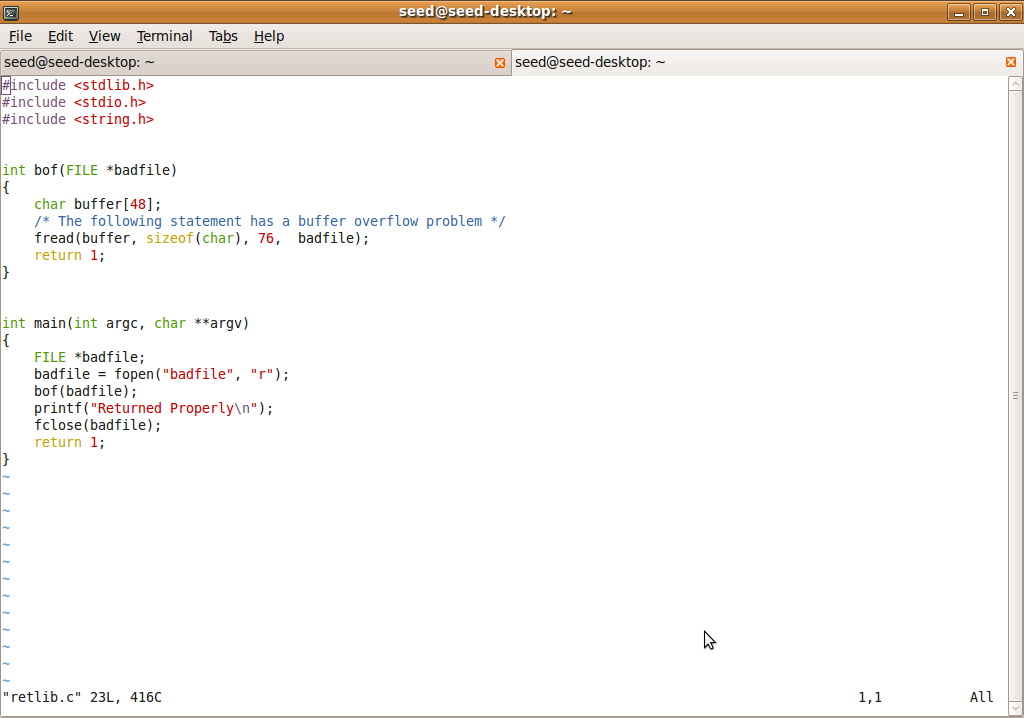 seed@seed-desktop: ~
File Edit View Terminal Tabs Help
seed@seed-desktop: ~ seed@seed-desktop: ~
#include <stdlib.h>
#include <stdio.h>
#include <string.h>
int bof(FILE *badfile)
{
    char buffer[48];
    /* The following statement has a buffer overflow problem */
    fread(buffer, sizeof(char), 76,  badfile);
    return 1;
}
int main(int argc, char **argv)
{
    FILE *badfile;
    badfile = fopen("badfile", "r");
    bof(badfile);
    printf("Returned Properly\n");
    fclose(badfile);
    return 1;
}
~
~
~
~
~
~
~
~
~
~
~
~
~
"retlib.c" 23L, 416C 1,1 All